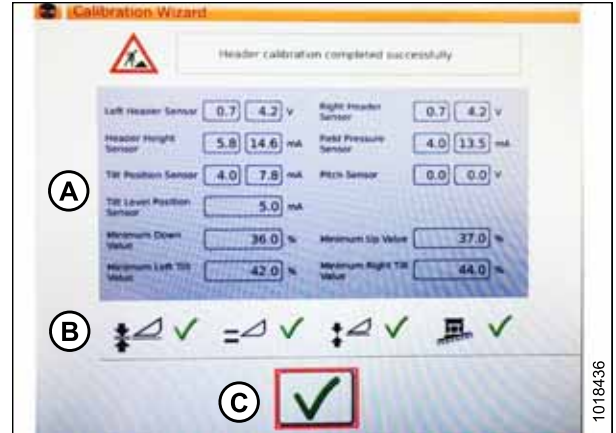 Calibration Wizard
Header calibration completed successfully
Left Header Sensor 0.7 4.2 V Right Header Sensor 0.7 4.2 V
Header Height Sensor 5.8 14.6 mA Field Pressure Sensor 4.0 13.5 mA
Tilt Position Sensor 4.0 7.8 mA Pitch Sensor 0.0 0.0 V
Tilt Level Position Sensor 5.0 mA
Minimum Down Value 36.0 % Minimum Up Value 37.0 %
Minimum Left Tilt Value 42.0 % Minimum Right Tilt Value 44.0 %
A
B
C
1018436